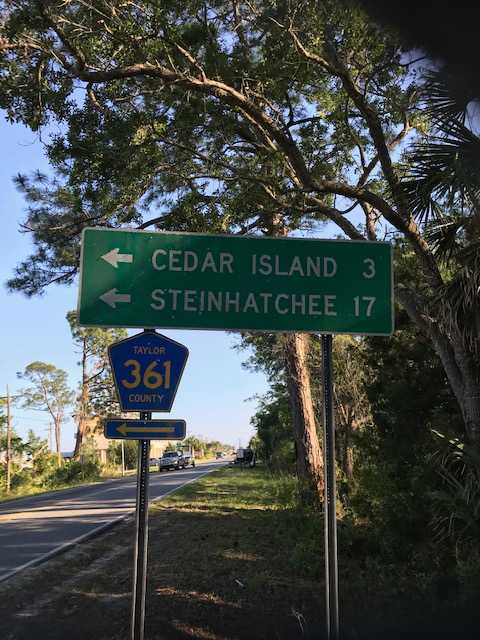 CEDAR ISLAND 3
STEINHATCHEE 17
TAYLOR
361
COUNTY